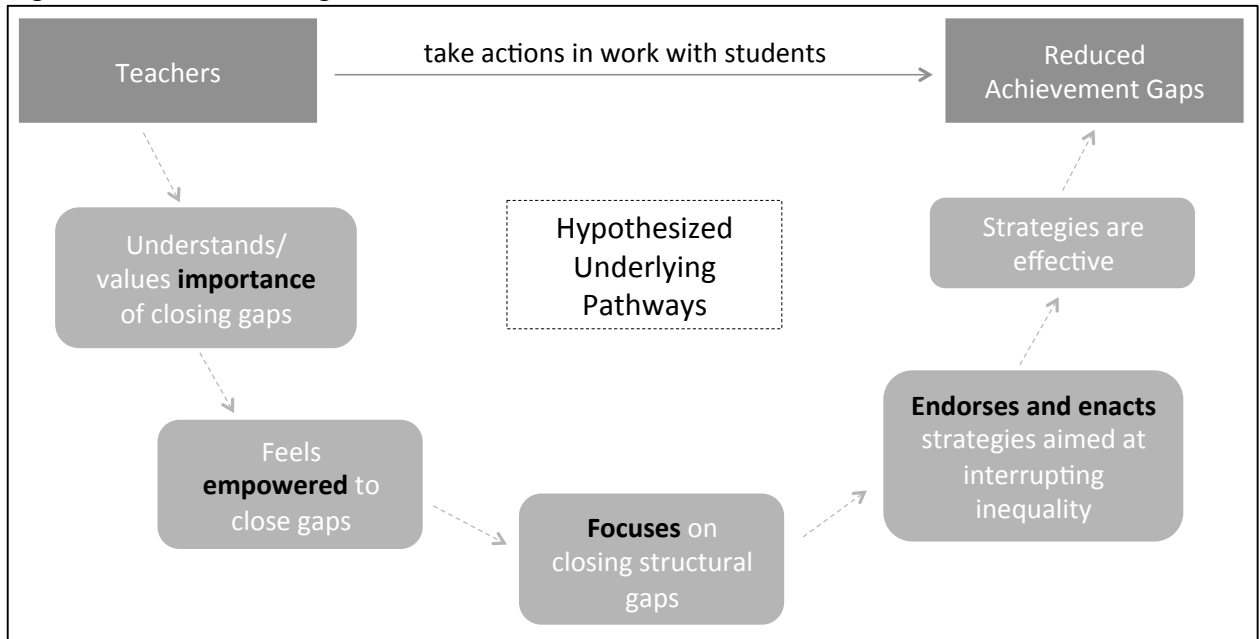 Teachers
take actions in work with students
Reduced
Achievement Gaps
Understands/
values importance
of closing gaps
Hypothesized
Underlying
Pathways
Strategies are
effective
Feels
empowered to
close gaps
Focuses on
closing structural
gaps
Endorses and enacts
strategies aimed at
interrupting
inequality